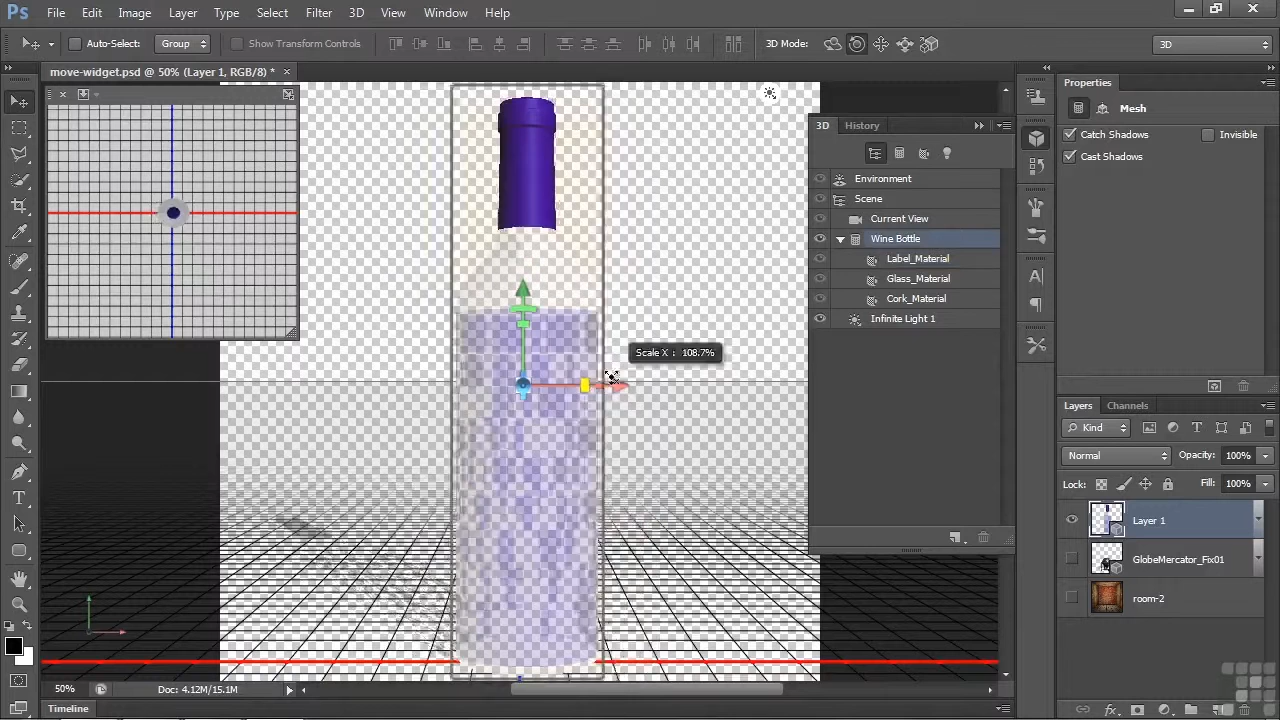 Ps File Edit Image Layer Type Select Filter 3D View Window Help
Auto-Select: Group Show Transform Controls 3D Mode: 3D
move-widget.psd @ 50% (Layer 1, RGB/8) * ×
3D History
Environment
Scene
Current View
Wine Bottle
Label_Material
Glass_Material
Cork_Material
Infinite Light 1
Scale X : 108.7%
Properties
Mesh
Catch Shadows Invisible
Cast Shadows
Layers Channels
Kind
Normal Opacity: 100%
Lock: Fill: 100%
Layer 1
GlobeMercator_Fix01
room-2
50% Doc: 4.12M/15.1M
Timeline